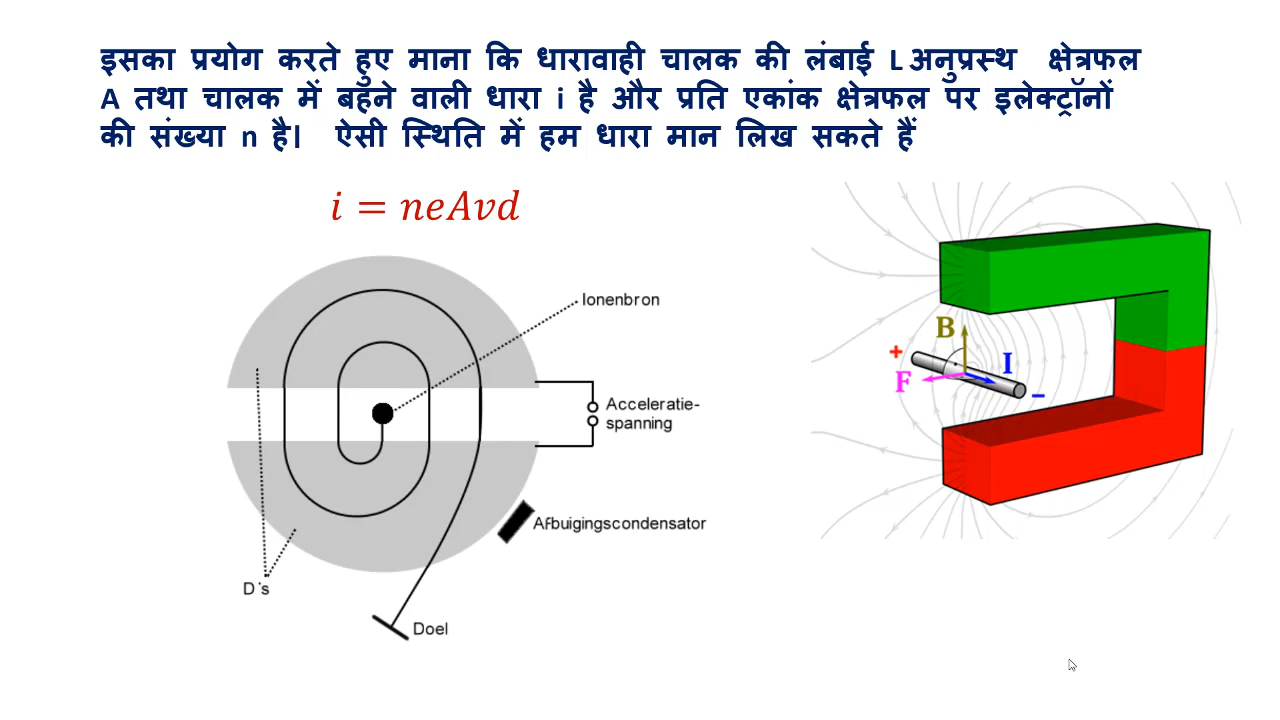 इसका प्रयोग करते हुए माना कि धारावाही चालक की लंबाई L अनुप्रस्थ क्षेत्रफल
A तथा चालक में बहने वाली धारा i है और प्रति एकांक क्षेत्रफल पर इलेक्ट्रॉनों
की संख्या n है। ऐसी स्थिति में हम धारा मान लिख सकते हैं
i = neAvd
Ionenbron
B
+
I
F
−
Acceleratie-
spanning
Afbuigingscondensator
D's
Doel